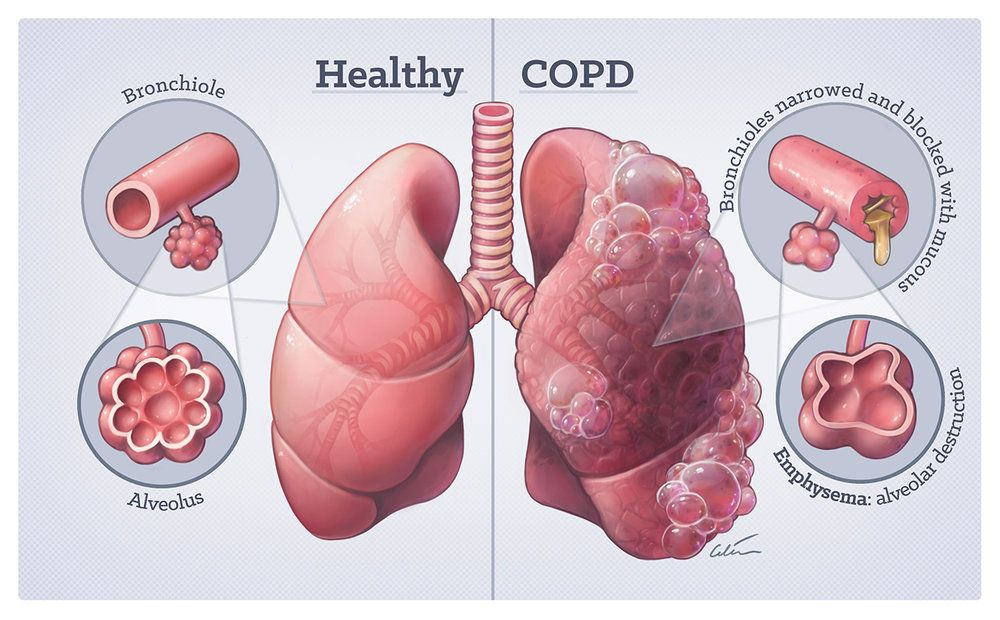 Healthy
COPD
Bronchiole
Bronchioles narrowed and blocked with mucous
Alveolus
Emphysema: alveolar destruction